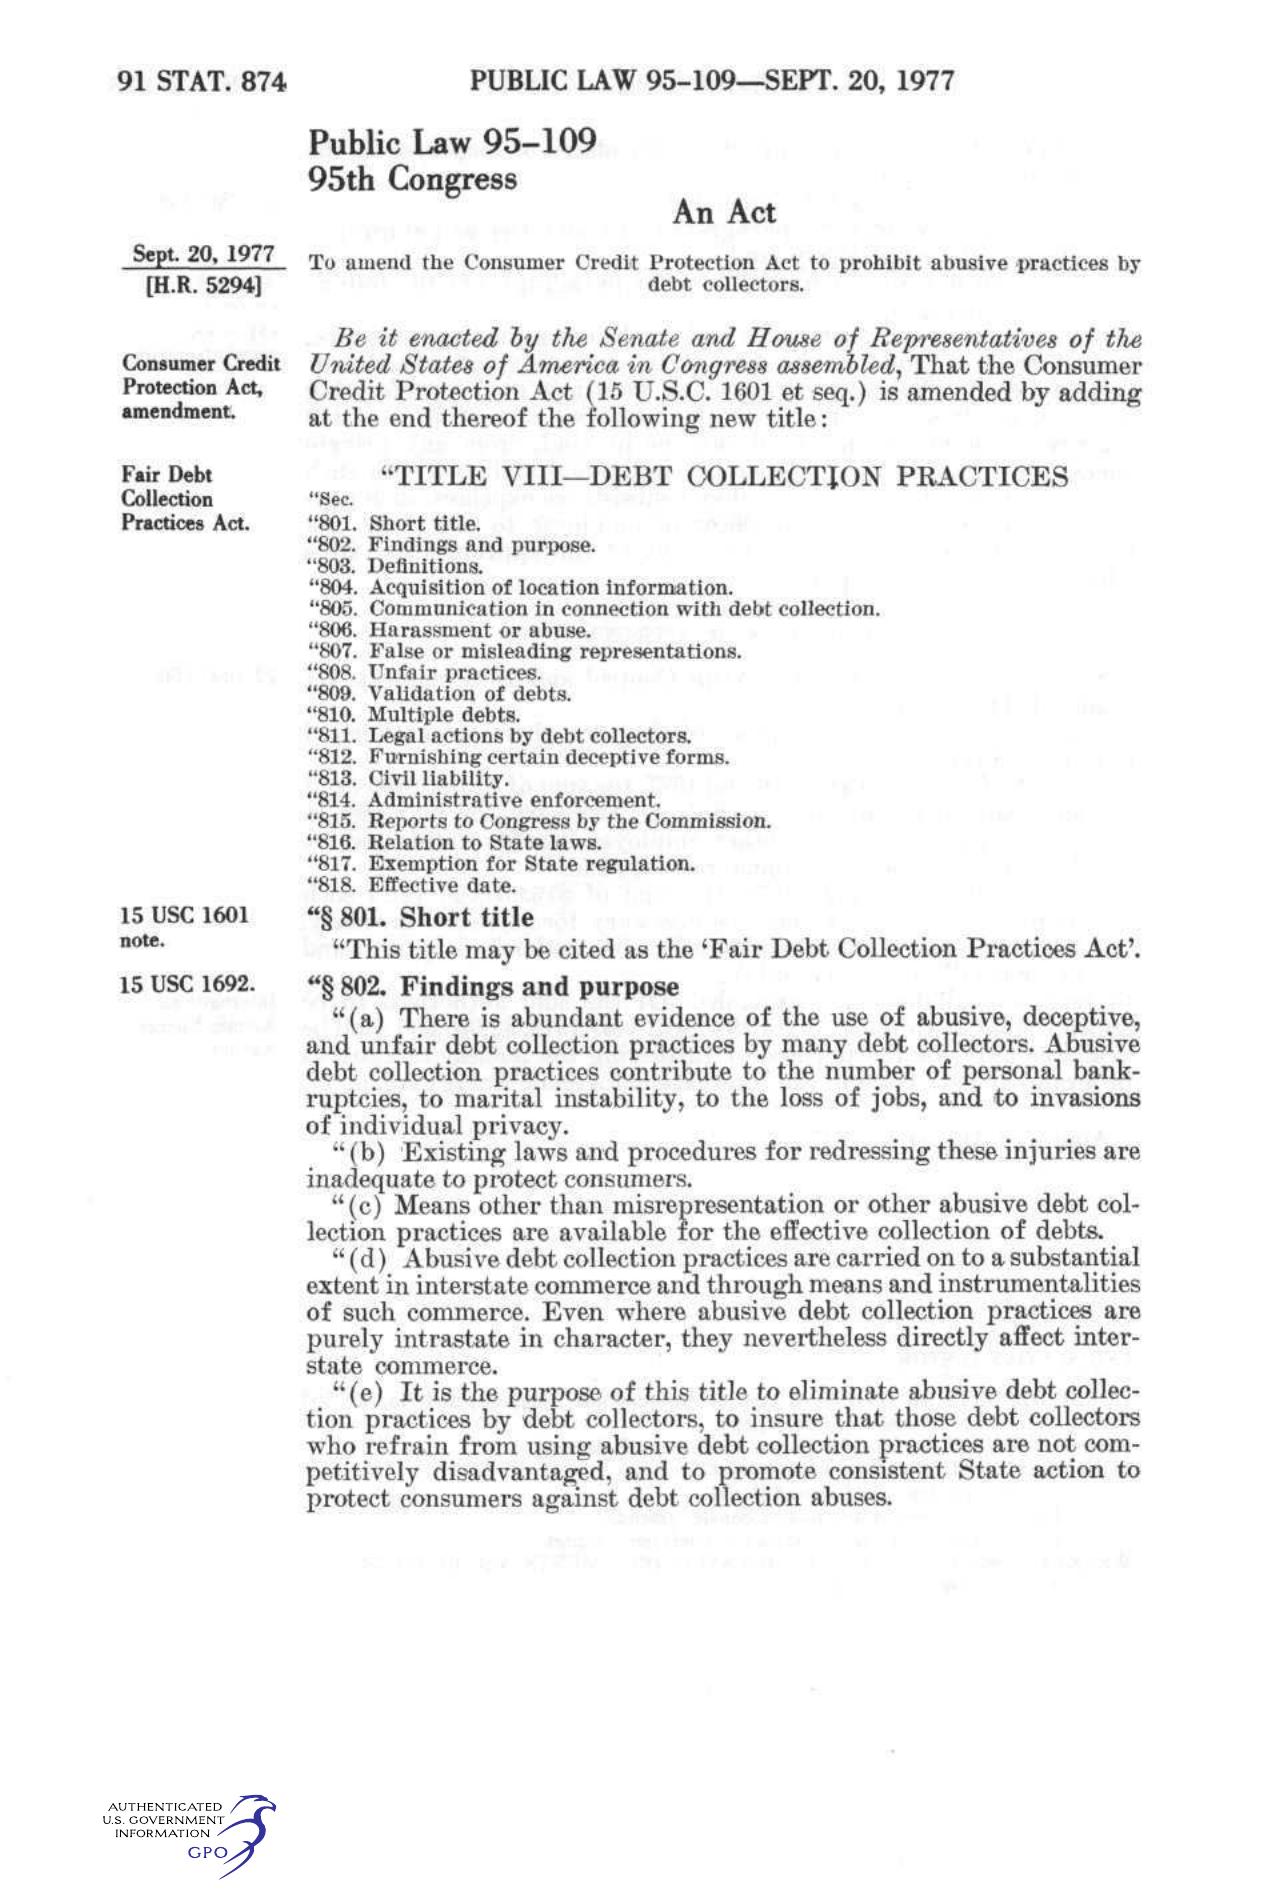 91 STAT. 874
PUBLIC LAW 95–109—SEPT. 20, 1977
Public Law 95–109
95th Congress
An Act
Sept. 20, 1977
[H.R. 5294]
To amend the Consumer Credit Protection Act to prohibit abusive practices by
debt collectors.
Consumer Credit
Protection Act,
amendment.
Be it enacted by the Senate and House of Representatives of the
United States of America in Congress assembled, That the Consumer
Credit Protection Act (15 U.S.C. 1601 et seq.) is amended by adding
at the end thereof the following new title:
Fair Debt
Collection
Practices Act.
“TITLE VIII—DEBT COLLECTION PRACTICES
“Sec.
“801. Short title.
“802. Findings and purpose.
“803. Definitions.
“804. Acquisition of location information.
“805. Communication in connection with debt collection.
“806. Harassment or abuse.
“807. False or misleading representations.
“808. Unfair practices.
“809. Validation of debts.
“810. Multiple debts.
“811. Legal actions by debt collectors.
“812. Furnishing certain deceptive forms.
“813. Civil liability.
“814. Administrative enforcement.
“815. Reports to Congress by the Commission.
“816. Relation to State laws.
“817. Exemption for State regulation.
“818. Effective date.
15 USC 1601
note.
“§ 801. Short title
“This title may be cited as the ‘Fair Debt Collection Practices Act’.
15 USC 1692.
“§ 802. Findings and purpose
“(a) There is abundant evidence of the use of abusive, deceptive,
and unfair debt collection practices by many debt collectors. Abusive
debt collection practices contribute to the number of personal bank-
ruptcies, to marital instability, to the loss of jobs, and to invasions
of individual privacy.
“(b) Existing laws and procedures for redressing these injuries are
inadequate to protect consumers.
“(c) Means other than misrepresentation or other abusive debt col-
lection practices are available for the effective collection of debts.
“(d) Abusive debt collection practices are carried on to a substantial
extent in interstate commerce and through means and instrumentalities
of such commerce. Even where abusive debt collection practices are
purely intrastate in character, they nevertheless directly affect inter-
state commerce.
“(e) It is the purpose of this title to eliminate abusive debt collec-
tion practices by debt collectors, to insure that those debt collectors
who refrain from using abusive debt collection practices are not com-
petitively disadvantaged, and to promote consistent State action to
protect consumers against debt collection abuses.
AUTHENTICATED
U.S. GOVERNMENT
INFORMATION
GPO